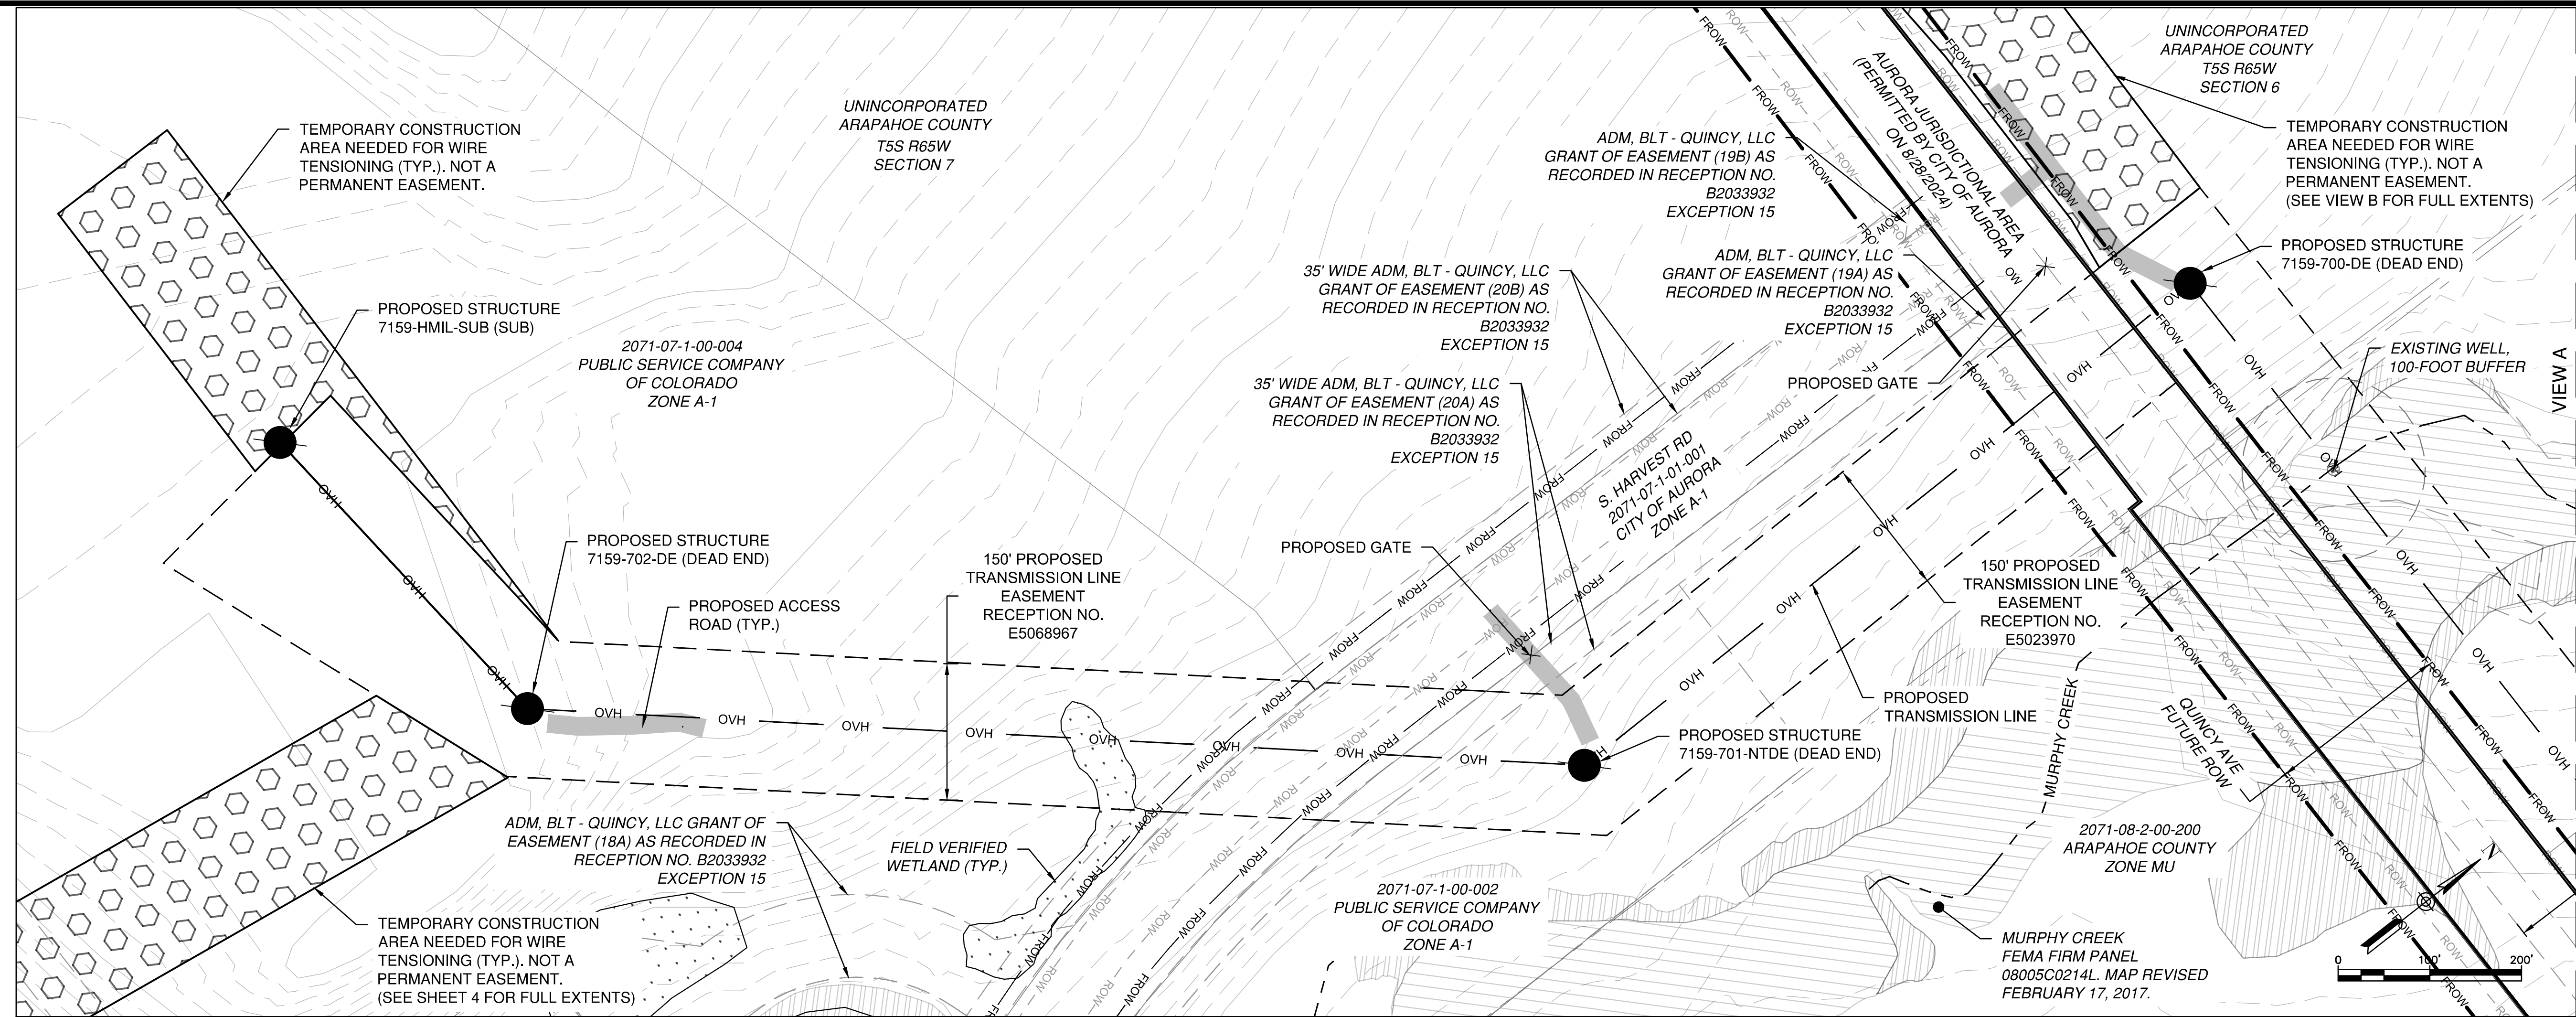 TEMPORARY CONSTRUCTION
AREA NEEDED FOR WIRE
TENSIONING (TYP.). NOT A
PERMANENT EASEMENT.
PROPOSED STRUCTURE
7159-HMIL-SUB (SUB)
2071-07-1-00-004
PUBLIC SERVICE COMPANY
OF COLORADO
ZONE A-1
UNINCORPORATED
ARAPAHOE COUNTY
T5S R65W
SECTION 7
PROPOSED STRUCTURE
7159-702-DE (DEAD END)
PROPOSED ACCESS
ROAD (TYP.)
150' PROPOSED
TRANSMISSION LINE
EASEMENT
RECEPTION NO.
E5068967
ADM, BLT - QUINCY, LLC GRANT OF
EASEMENT (18A) AS RECORDED IN
RECEPTION NO. B2033932
EXCEPTION 15
FIELD VERIFIED
WETLAND (TYP.)
TEMPORARY CONSTRUCTION
AREA NEEDED FOR WIRE
TENSIONING (TYP.). NOT A
PERMANENT EASEMENT.
(SEE SHEET 4 FOR FULL EXTENTS)
ADM, BLT - QUINCY, LLC
GRANT OF EASEMENT (19B) AS
RECORDED IN RECEPTION NO.
B2033932
EXCEPTION 15
ADM, BLT - QUINCY, LLC
GRANT OF EASEMENT (19A) AS
RECORDED IN RECEPTION NO.
B2033932
EXCEPTION 15
35' WIDE ADM, BLT - QUINCY, LLC
GRANT OF EASEMENT (20B) AS
RECORDED IN RECEPTION NO.
B2033932
EXCEPTION 15
35' WIDE ADM, BLT - QUINCY, LLC
GRANT OF EASEMENT (20A) AS
RECORDED IN RECEPTION NO.
B2033932
EXCEPTION 15
PROPOSED GATE
PROPOSED GATE
S. HARVEST RD
2071-07-1-01-001
CITY OF AURORA
ZONE A-1
AURORA JURISDICTIONAL AREA
(PERMITTED BY CITY OF AURORA
ON 8/28/2024)
UNINCORPORATED
ARAPAHOE COUNTY
T5S R65W
SECTION 6
TEMPORARY CONSTRUCTION
AREA NEEDED FOR WIRE
TENSIONING (TYP.). NOT A
PERMANENT EASEMENT.
(SEE VIEW B FOR FULL EXTENTS)
PROPOSED STRUCTURE
7159-700-DE (DEAD END)
EXISTING WELL,
100-FOOT BUFFER
VIEW A
150' PROPOSED
TRANSMISSION LINE
EASEMENT
RECEPTION NO.
E5023970
PROPOSED
TRANSMISSION LINE
PROPOSED STRUCTURE
7159-701-NTDE (DEAD END)
MURPHY CREEK
QUINCY AVE
FUTURE ROW
2071-08-2-00-200
ARAPAHOE COUNTY
ZONE MU
2071-07-1-00-002
PUBLIC SERVICE COMPANY
OF COLORADO
ZONE A-1
MURPHY CREEK
FEMA FIRM PANEL
08005C0214L. MAP REVISED
FEBRUARY 17, 2017.
N
0 100' 200'
OVH
FROW
ROW